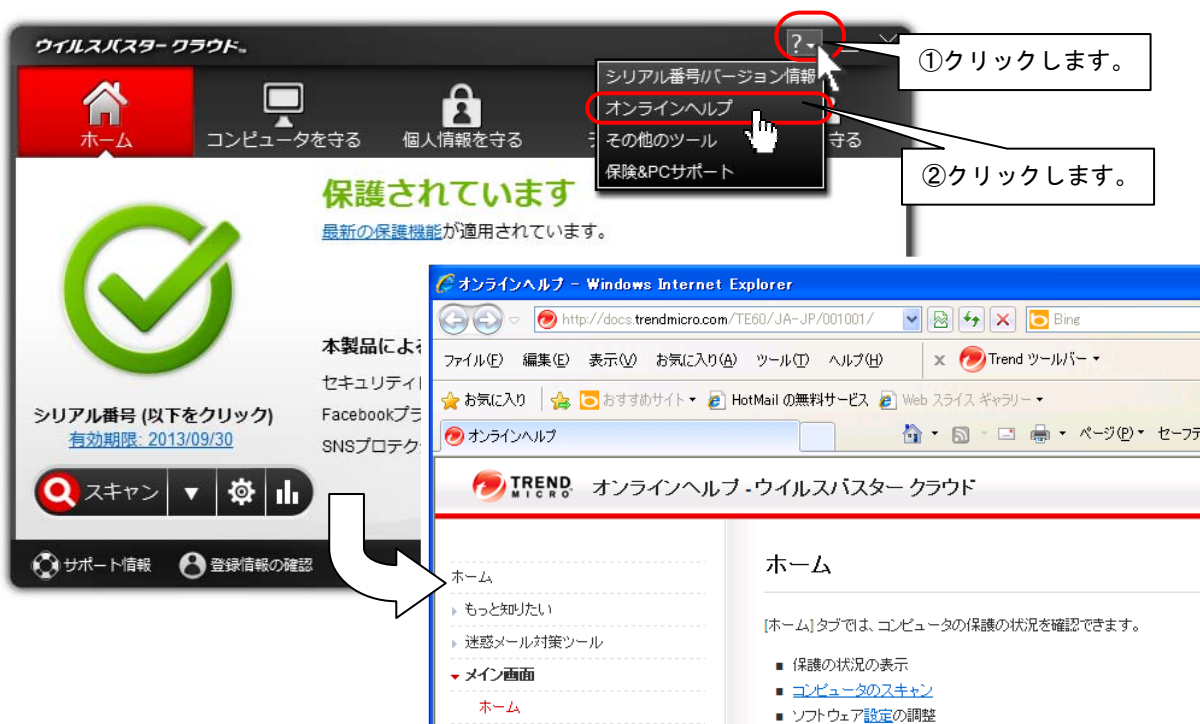 ウイルスバスター クラウド™
?
①クリックします。
シリアル番号/バージョン情報
オンラインヘルプ
その他のツール
保険&PCサポート
②クリックします。
ホーム
コンピュータを守る
個人情報を守る
守る
保護されています
最新の保護機能が適用されています。
本製品によ
セキュリティ
Facebookプラ
SNSプロテク
シリアル番号 (以下をクリック)
有効期限: 2013/09/30
スキャン
サポート情報
登録情報の確認
オンラインヘルプ - Windows Internet Explorer
http://docs.trendmicro.com/TE60/JA-JP/001001/
Bing
ファイル(F) 編集(E) 表示(V) お気に入り(A) ツール(T) ヘルプ(H)
x Trend ツールバー
お気に入り おすすめサイト HotMail の無料サービス Web スライス ギャラリー
オンラインヘルプ
ページ(P) セーフテ
TREND MICRO オンラインヘルプ - ウイルスバスター クラウド
ホーム
もっと知りたい
迷惑メール対策ツール
メイン画面
ホーム
ホーム
[ホーム] タブでは、コンピュータの保護の状況を確認できます。
■ 保護の状況の表示
■ コンピュータのスキャン
■ ソフトウェア設定の調整